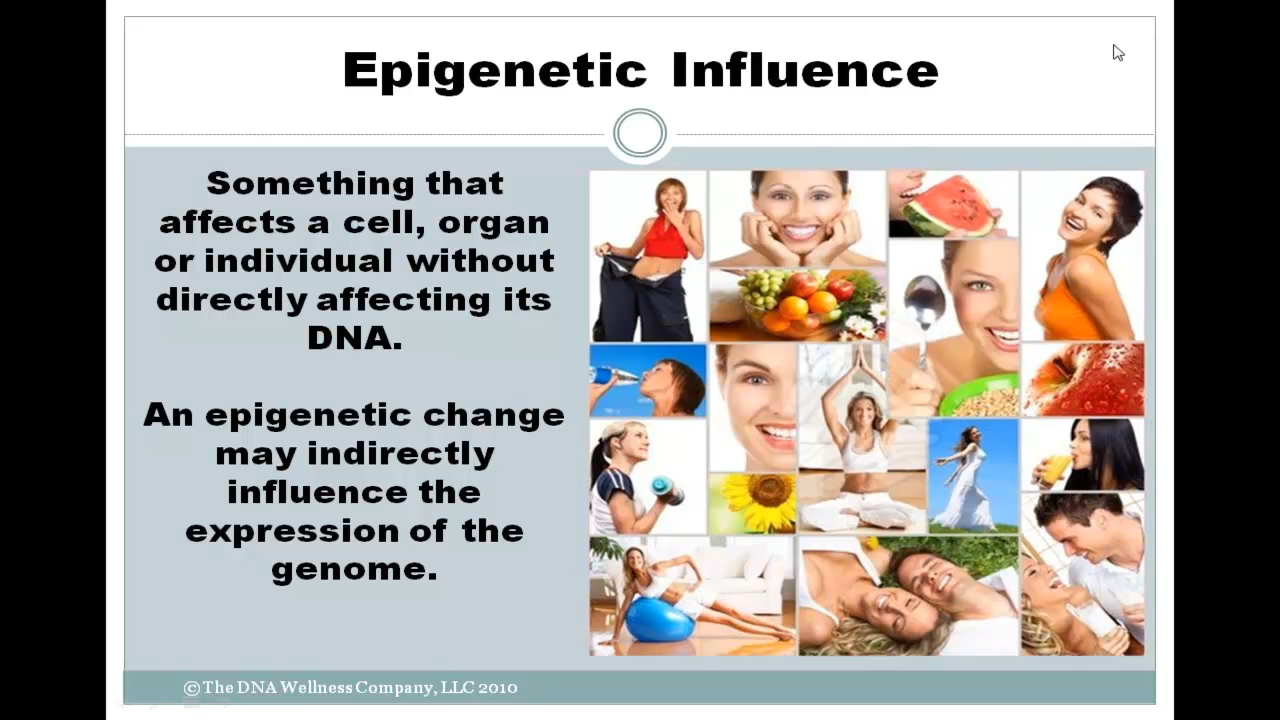 Epigenetic Influence
Something that
affects a cell, organ
or individual without
directly affecting its
DNA.
An epigenetic change
may indirectly
influence the
expression of the
genome.
©The DNA Wellness Company, LLC 2010